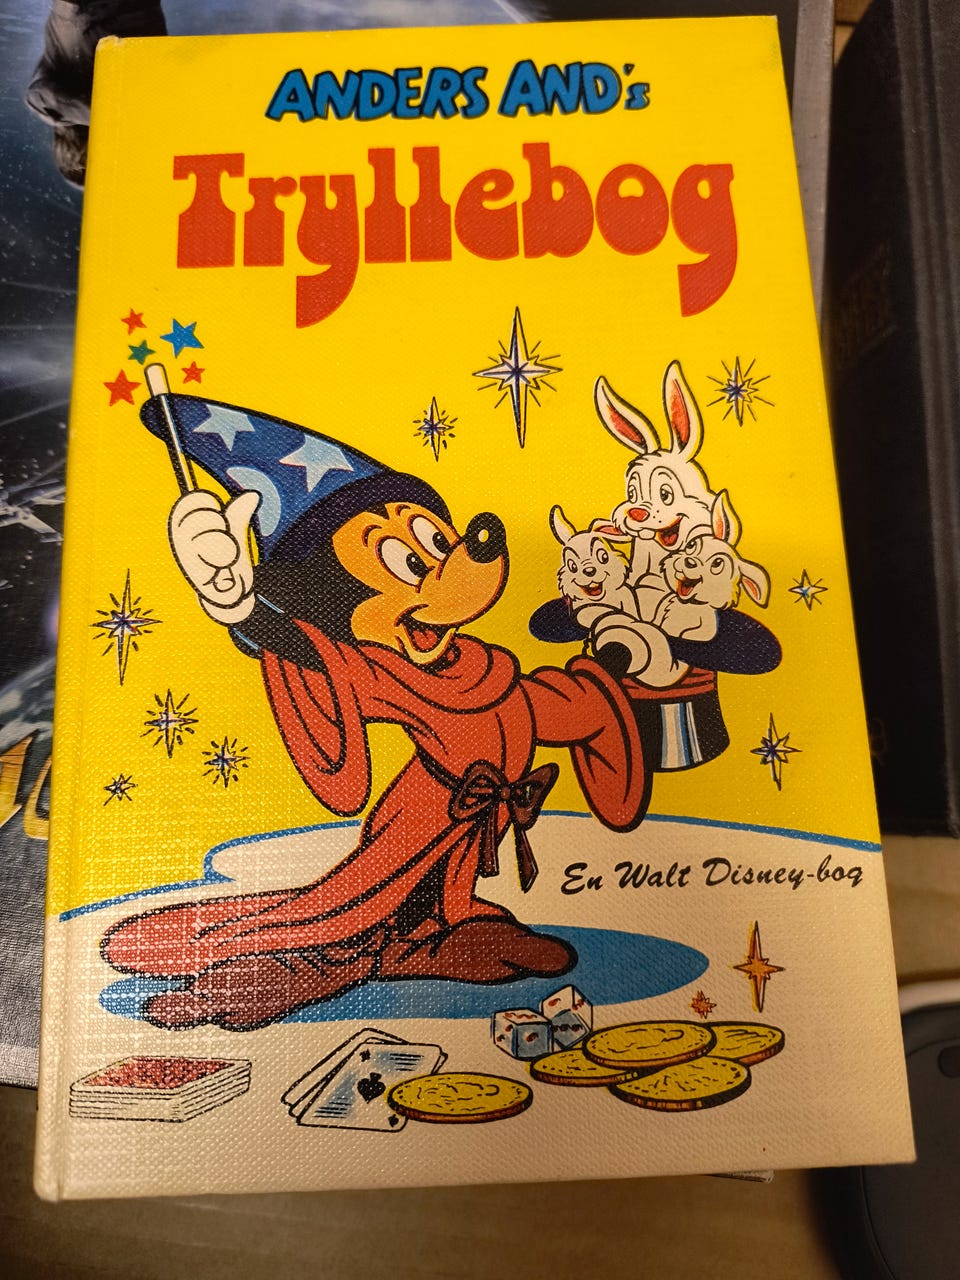 ANDERS AND's
Tryllebog
En Walt Disney-bog